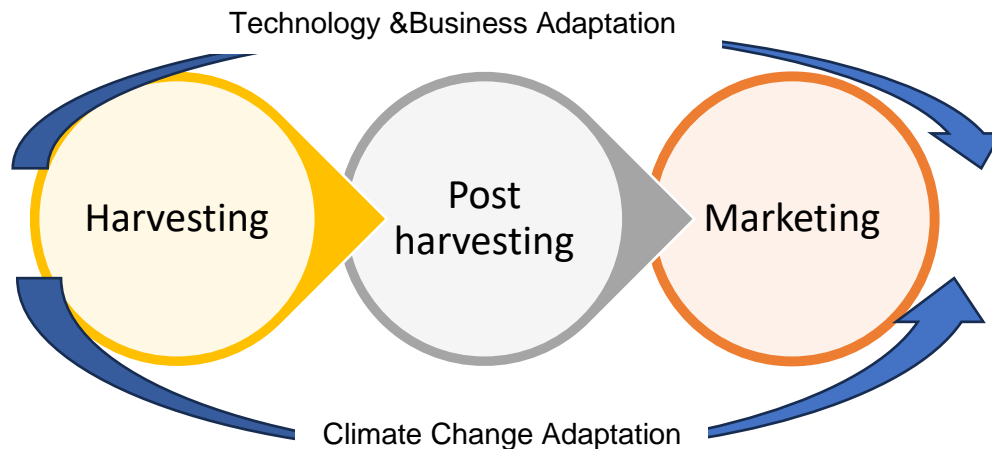 Technology &Business Adaptation
Harvesting
Post
harvesting
Marketing
Climate Change Adaptation